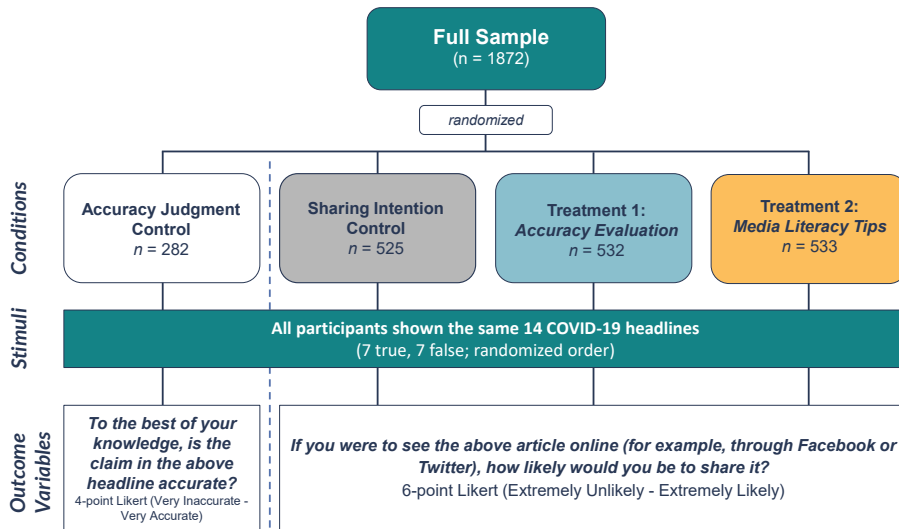 Full Sample
(n = 1872)
randomized
Conditions
Accuracy Judgment
Control
n = 282
Sharing Intention
Control
n = 525
Treatment 1:
Accuracy Evaluation
n = 532
Treatment 2:
Media Literacy Tips
n = 533
Stimuli
All participants shown the same 14 COVID-19 headlines
(7 true, 7 false; randomized order)
Outcome
Variables
To the best of your
knowledge, is the
claim in the above
headline accurate?
4-point Likert (Very Inaccurate -
Very Accurate)
If you were to see the above article online (for example, through Facebook or
Twitter), how likely would you be to share it?
6-point Likert (Extremely Unlikely - Extremely Likely)